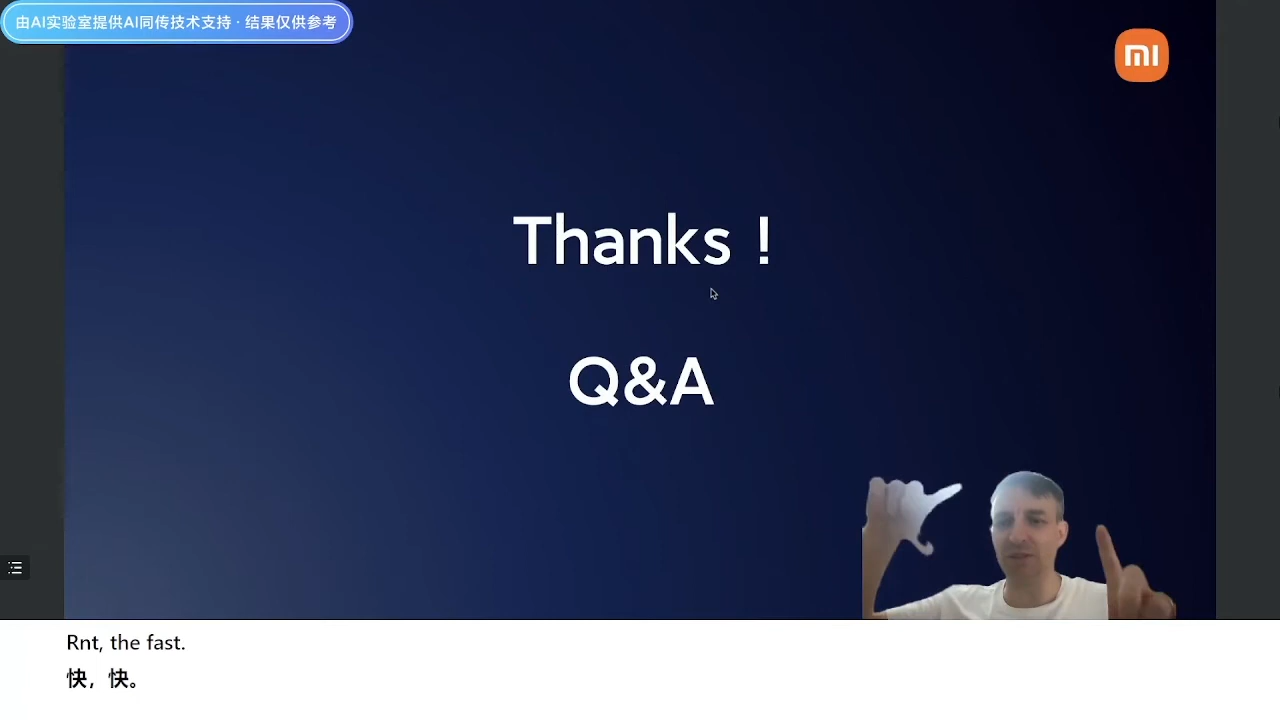 由AI实验室提供AI同传技术支持 · 结果仅供参考
mi
Thanks !
Q&A
Rnt, the fast.
快，快。